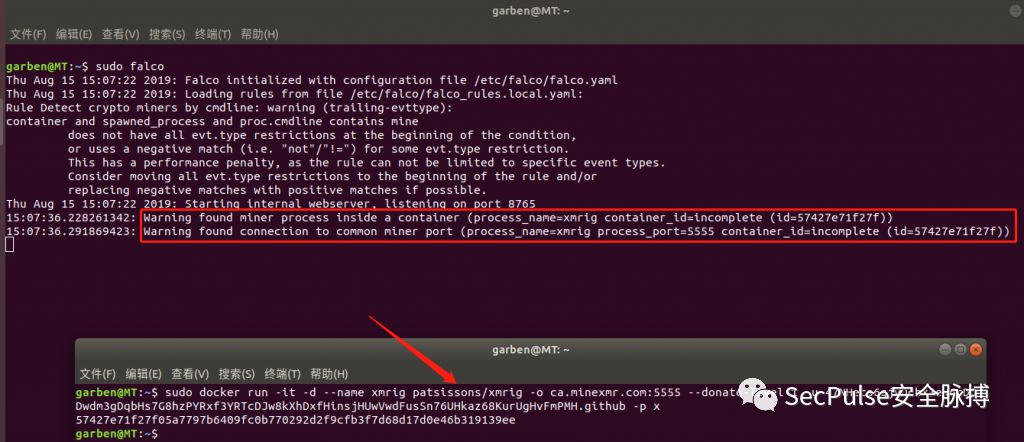 garben@MT: ~
文件(F) 编辑(E) 查看(V) 搜索(S) 终端(T) 帮助(H)
garben@MT:~$ sudo falco
Thu Aug 15 15:07:22 2019: Falco initialized with configuration file /etc/falco/falco.yaml
Thu Aug 15 15:07:22 2019: Loading rules from file /etc/falco/falco_rules.local.yaml:
Rule Detect crypto miners by cmdline: warning (trailing-evttype):
container and spawned_process and proc.cmdline contains mine
does not have all evt.type restrictions at the beginning of the condition,
or uses a negative match (i.e. "not"/"!=") for some evt.type restriction.
This has a performance penalty, as the rule can not be limited to specific event types.
Consider moving all evt.type restrictions to the beginning of the rule and/or
replacing negative matches with positive matches if possible.
Thu Aug 15 15:07:22 2019: Starting internal webserver, listening on port 8765
15:07:36.228261342: Warning found miner process inside a container (process_name=xmrig container_id=incomplete (id=57427e71f27f))
15:07:36.291869423: Warning found connection to common miner port (process_name=xmrig process_port=5555 container_id=incomplete (id=57427e71f27f))
garben@MT: ~
文件(F) 编辑(E) 查看(V) 搜索(S) 终端(T) 帮助(H)
garben@MT:~$ sudo docker run -it -d --name xmrig patsissons/xmrig -o ca.minexmr.com:5555
Dwdm3gDqbHs7G8hzPYRxf3YRTcDJw8kXhDxfHinsjHUwVwdFusSn76UHkaz68KurUgHvFmPMH.github -p x
57427e71f27f05a7797b6409fc0b770292d2f9cfb3f7d68d17d0e46b319139ee
garben@MT:~$
SecPulse安全脉搏